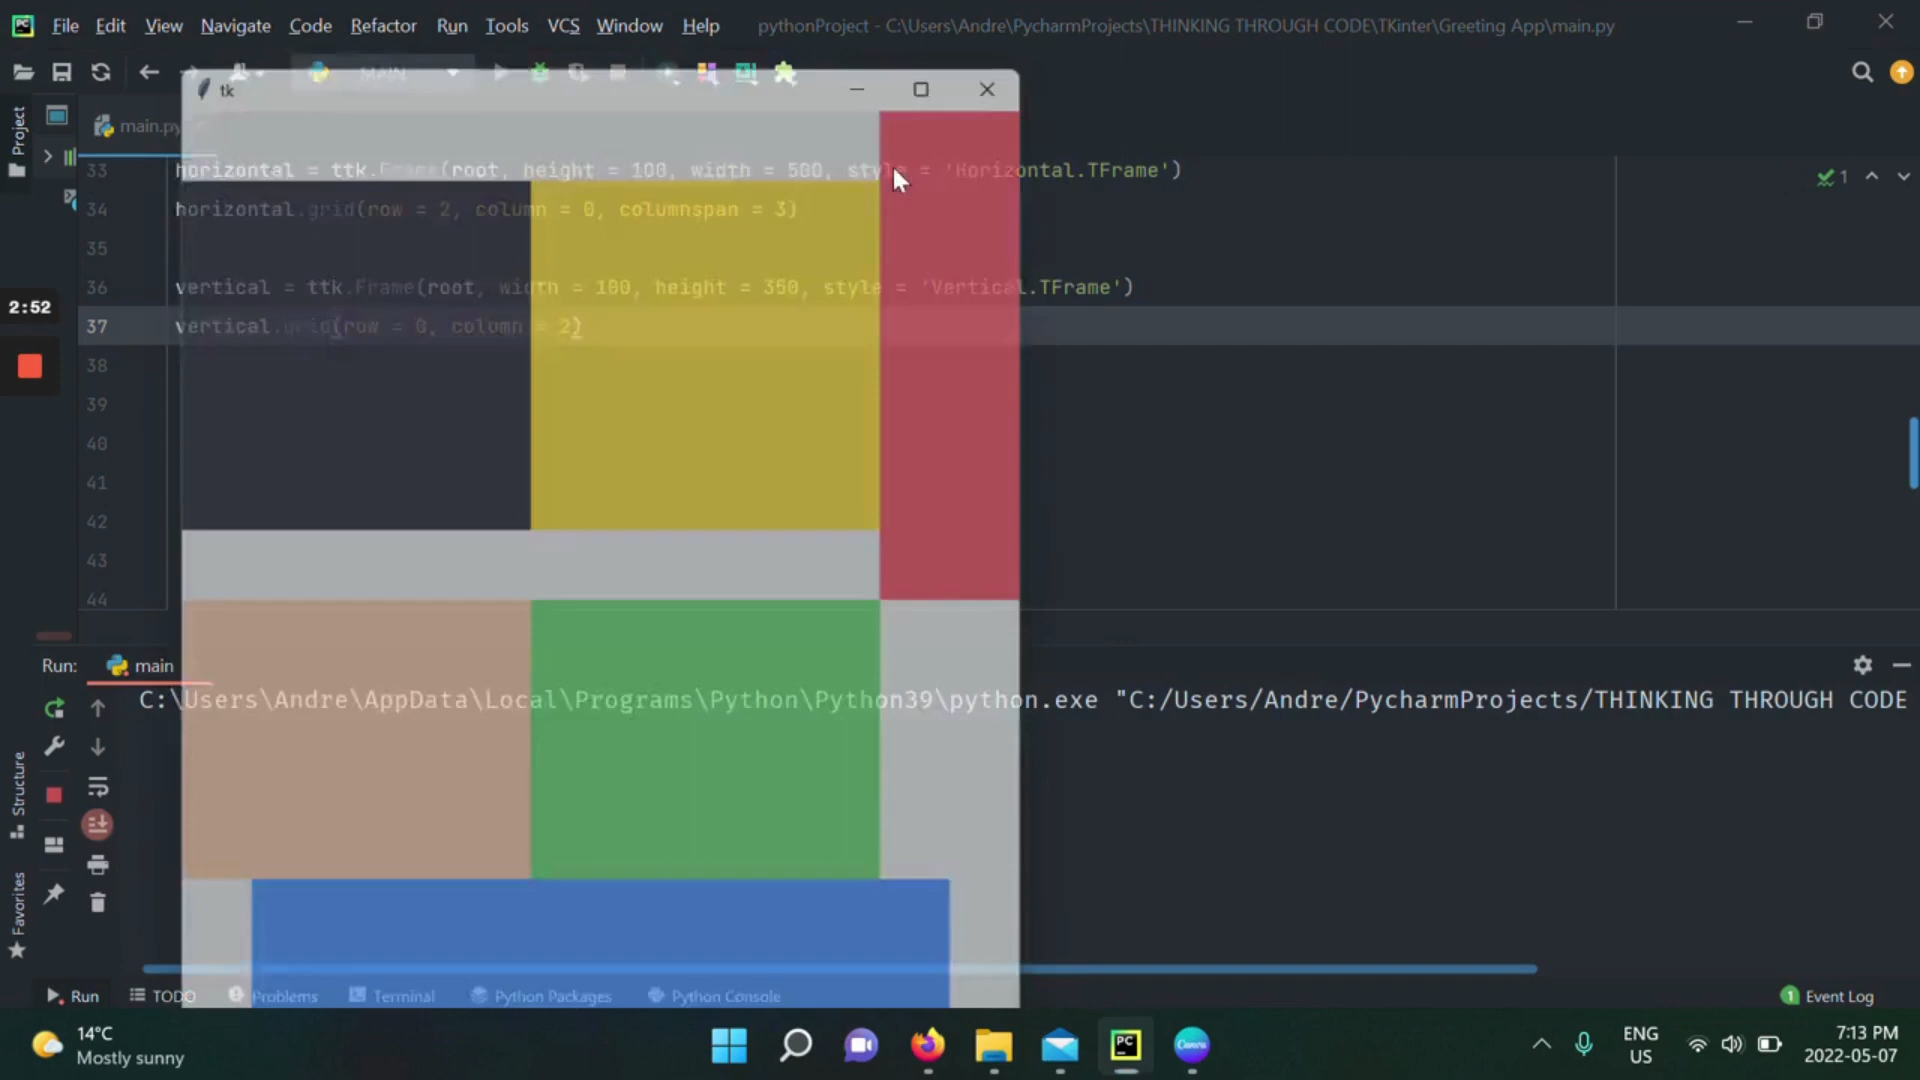 File Edit View Navigate Code Refactor Run Tools VCS Window Help pythonProject - C:\Users\Andre\PycharmProjects\THINKING THROUGH CODE\TKinter\Greeting App\main.py
MAIN
tk
Project
main.py
33 horizontal = ttk.Frame(root, height = 100, width = 500, style = 'Horizontal.TFrame')
1
34 horizontal.grid(row = 2, column = 0, columnspan = 3)
35
36 vertical = ttk.Frame(root, width = 100, height = 350, style = 'Vertical.TFrame')
2:52
37 vertical.grid(row = 0, column = 2)
38
39
40
41
42
43
44
Run: main
C:\Users\Andre\AppData\Local\Programs\Python\Python39\python.exe "C:/Users/Andre/PycharmProjects/THINKING THROUGH CODE
Structure
Favorites
Run TODO Problems Terminal Python Packages Python Console 1 Event Log
14°C
Mostly sunny
PC
Canva
ENG
US
7:13 PM
2022-05-07